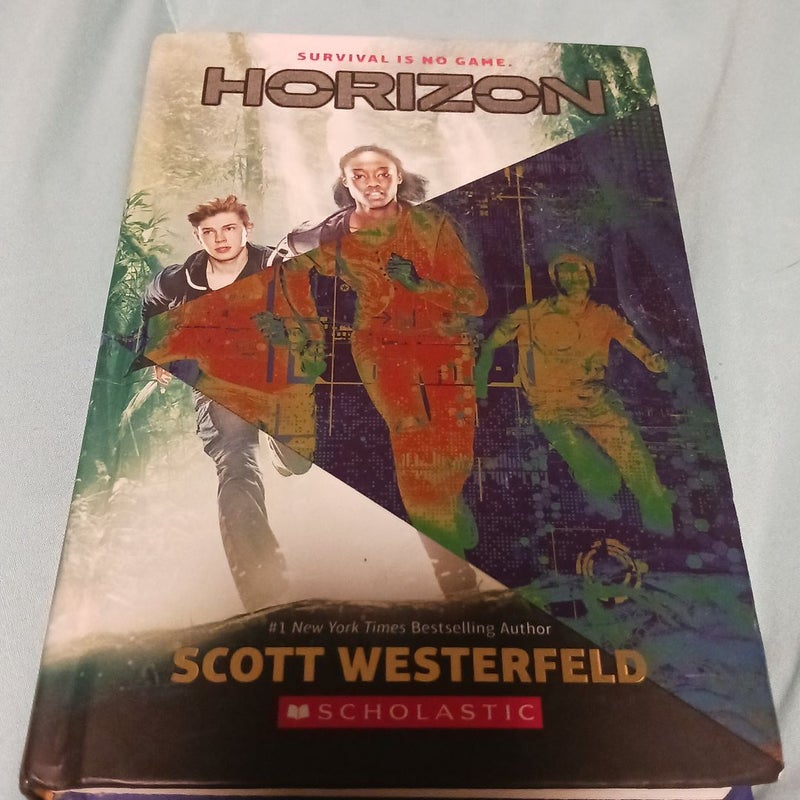 SURVIVAL IS NO GAME.
HORIZON
#1 New York Times Bestselling Author
SCOTT WESTERFELD
SCHOLASTIC